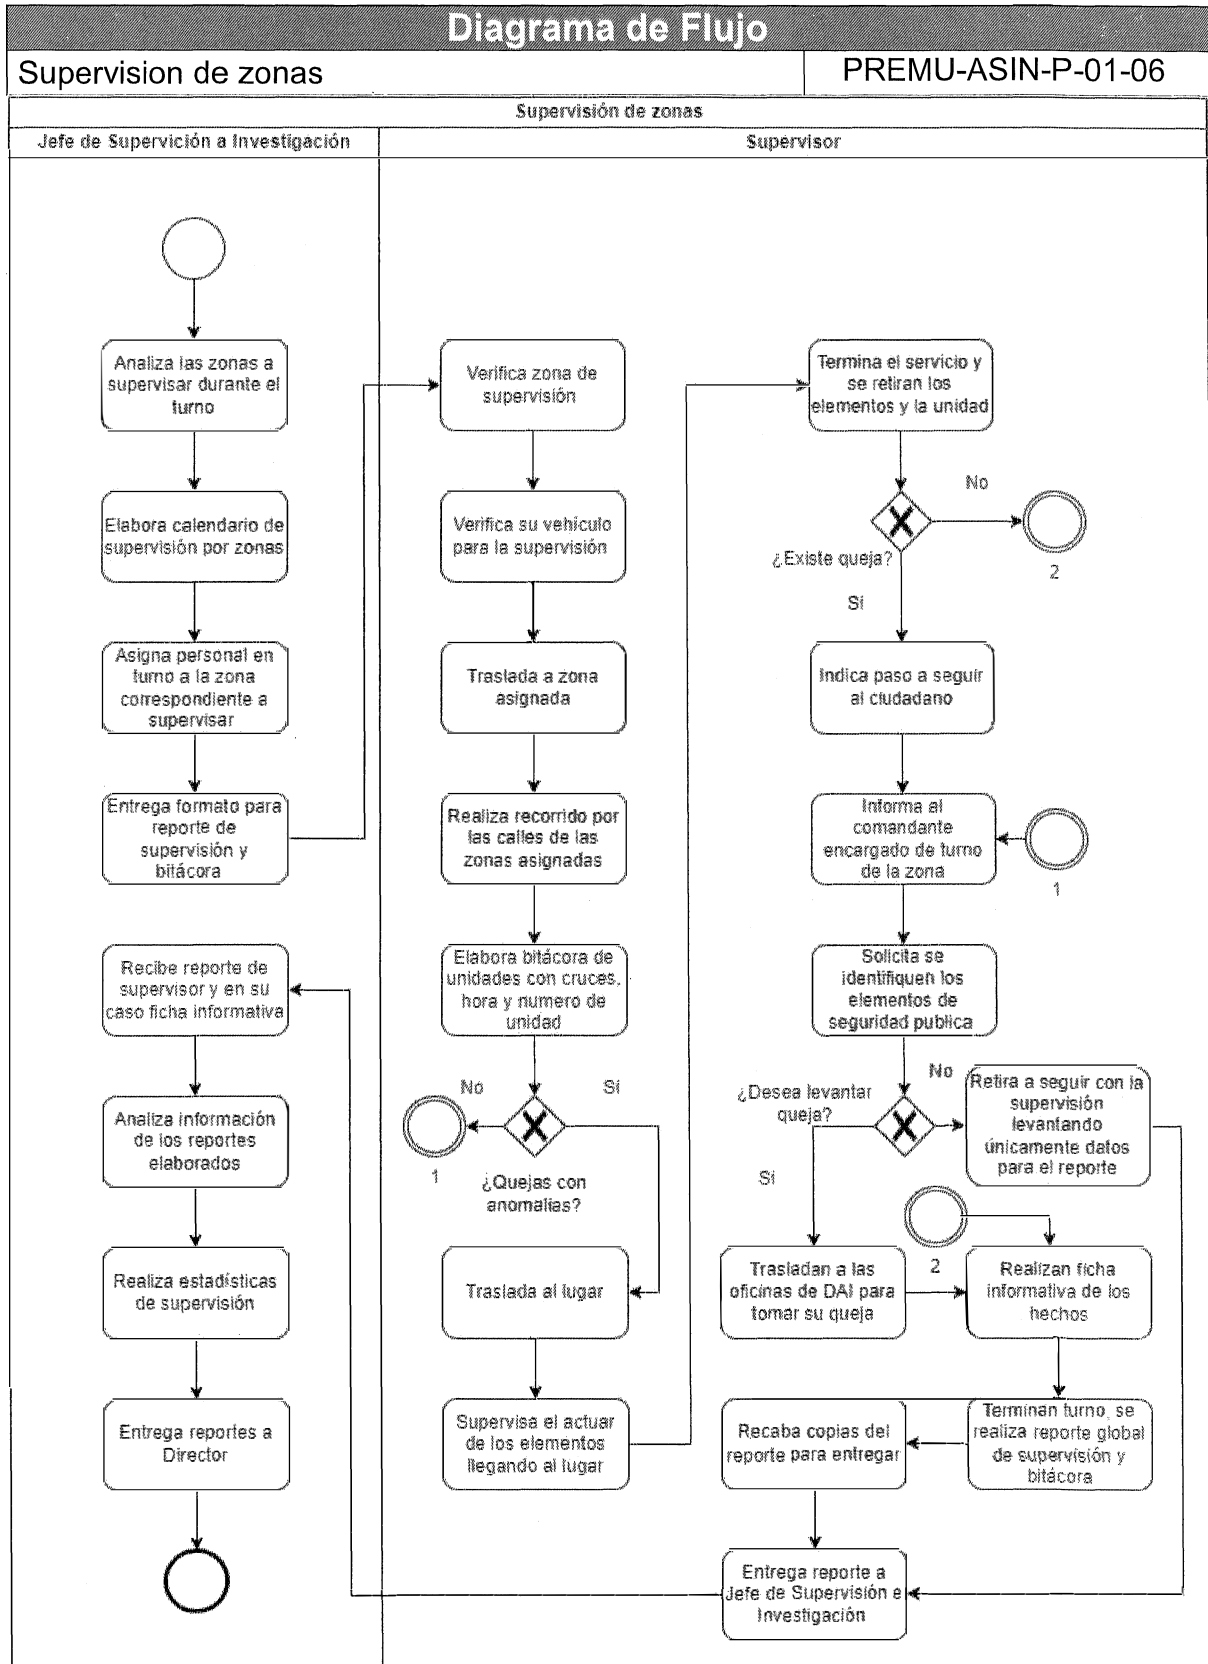 Diagrama de Flujo
Supervision de zonas
PREMU-ASIN-P-01-06
Supervisión de zonas
Jefe de Supervición a Investigación
Supervisor
Analiza las zonas a
supervisar durante el
turno
Elabora calendario de
supervisión por zonas
Asigna personal en
turno a la zona
correspondiente a
supervisar
Entrega formato para
reporte de
supervisión y
bitácora
Recibe reporte de
supervisor y en su
caso ficha informativa
Analiza información
de los reportes
elaborados
Realiza estadísticas
de supervisión
Entrega reportes a
Director
Verifica zona de
supervisión
Verifica su vehículo
para la supervisión
Traslada a zona
asignada
Realiza recorrido por
las calles de las
zonas asignadas
Elabora bitácora de
unidades con cruces,
hora y numero de
unidad
No
Sí
1
¿Quejas con
anomalías?
Traslada al lugar
Supervisa el actuar
de los elementos
llegando al lugar
Termina el servicio y
se retiran los
elementos y la unidad
No
¿Existe queja?
2
Sí
Indica paso a seguir
al ciudadano
Informa al
comandante
encargado de turno
de la zona
1
Solicita se
identifiquen los
elementos de
seguridad publica
No
¿Desea levantar
queja?
Sí
Retira a seguir con la
supervisión
levantando
únicamente datos
para el reporte
2
Trasladan a las
oficinas de DAI para
tomar su queja
Realizan ficha
informativa de los
hechos
Terminan turno, se
realiza reporte global
de supervisión y
bitácora
Recaba copias del
reporte para entregar
Entrega reporte a
Jefe de Supervisión e
Investigación